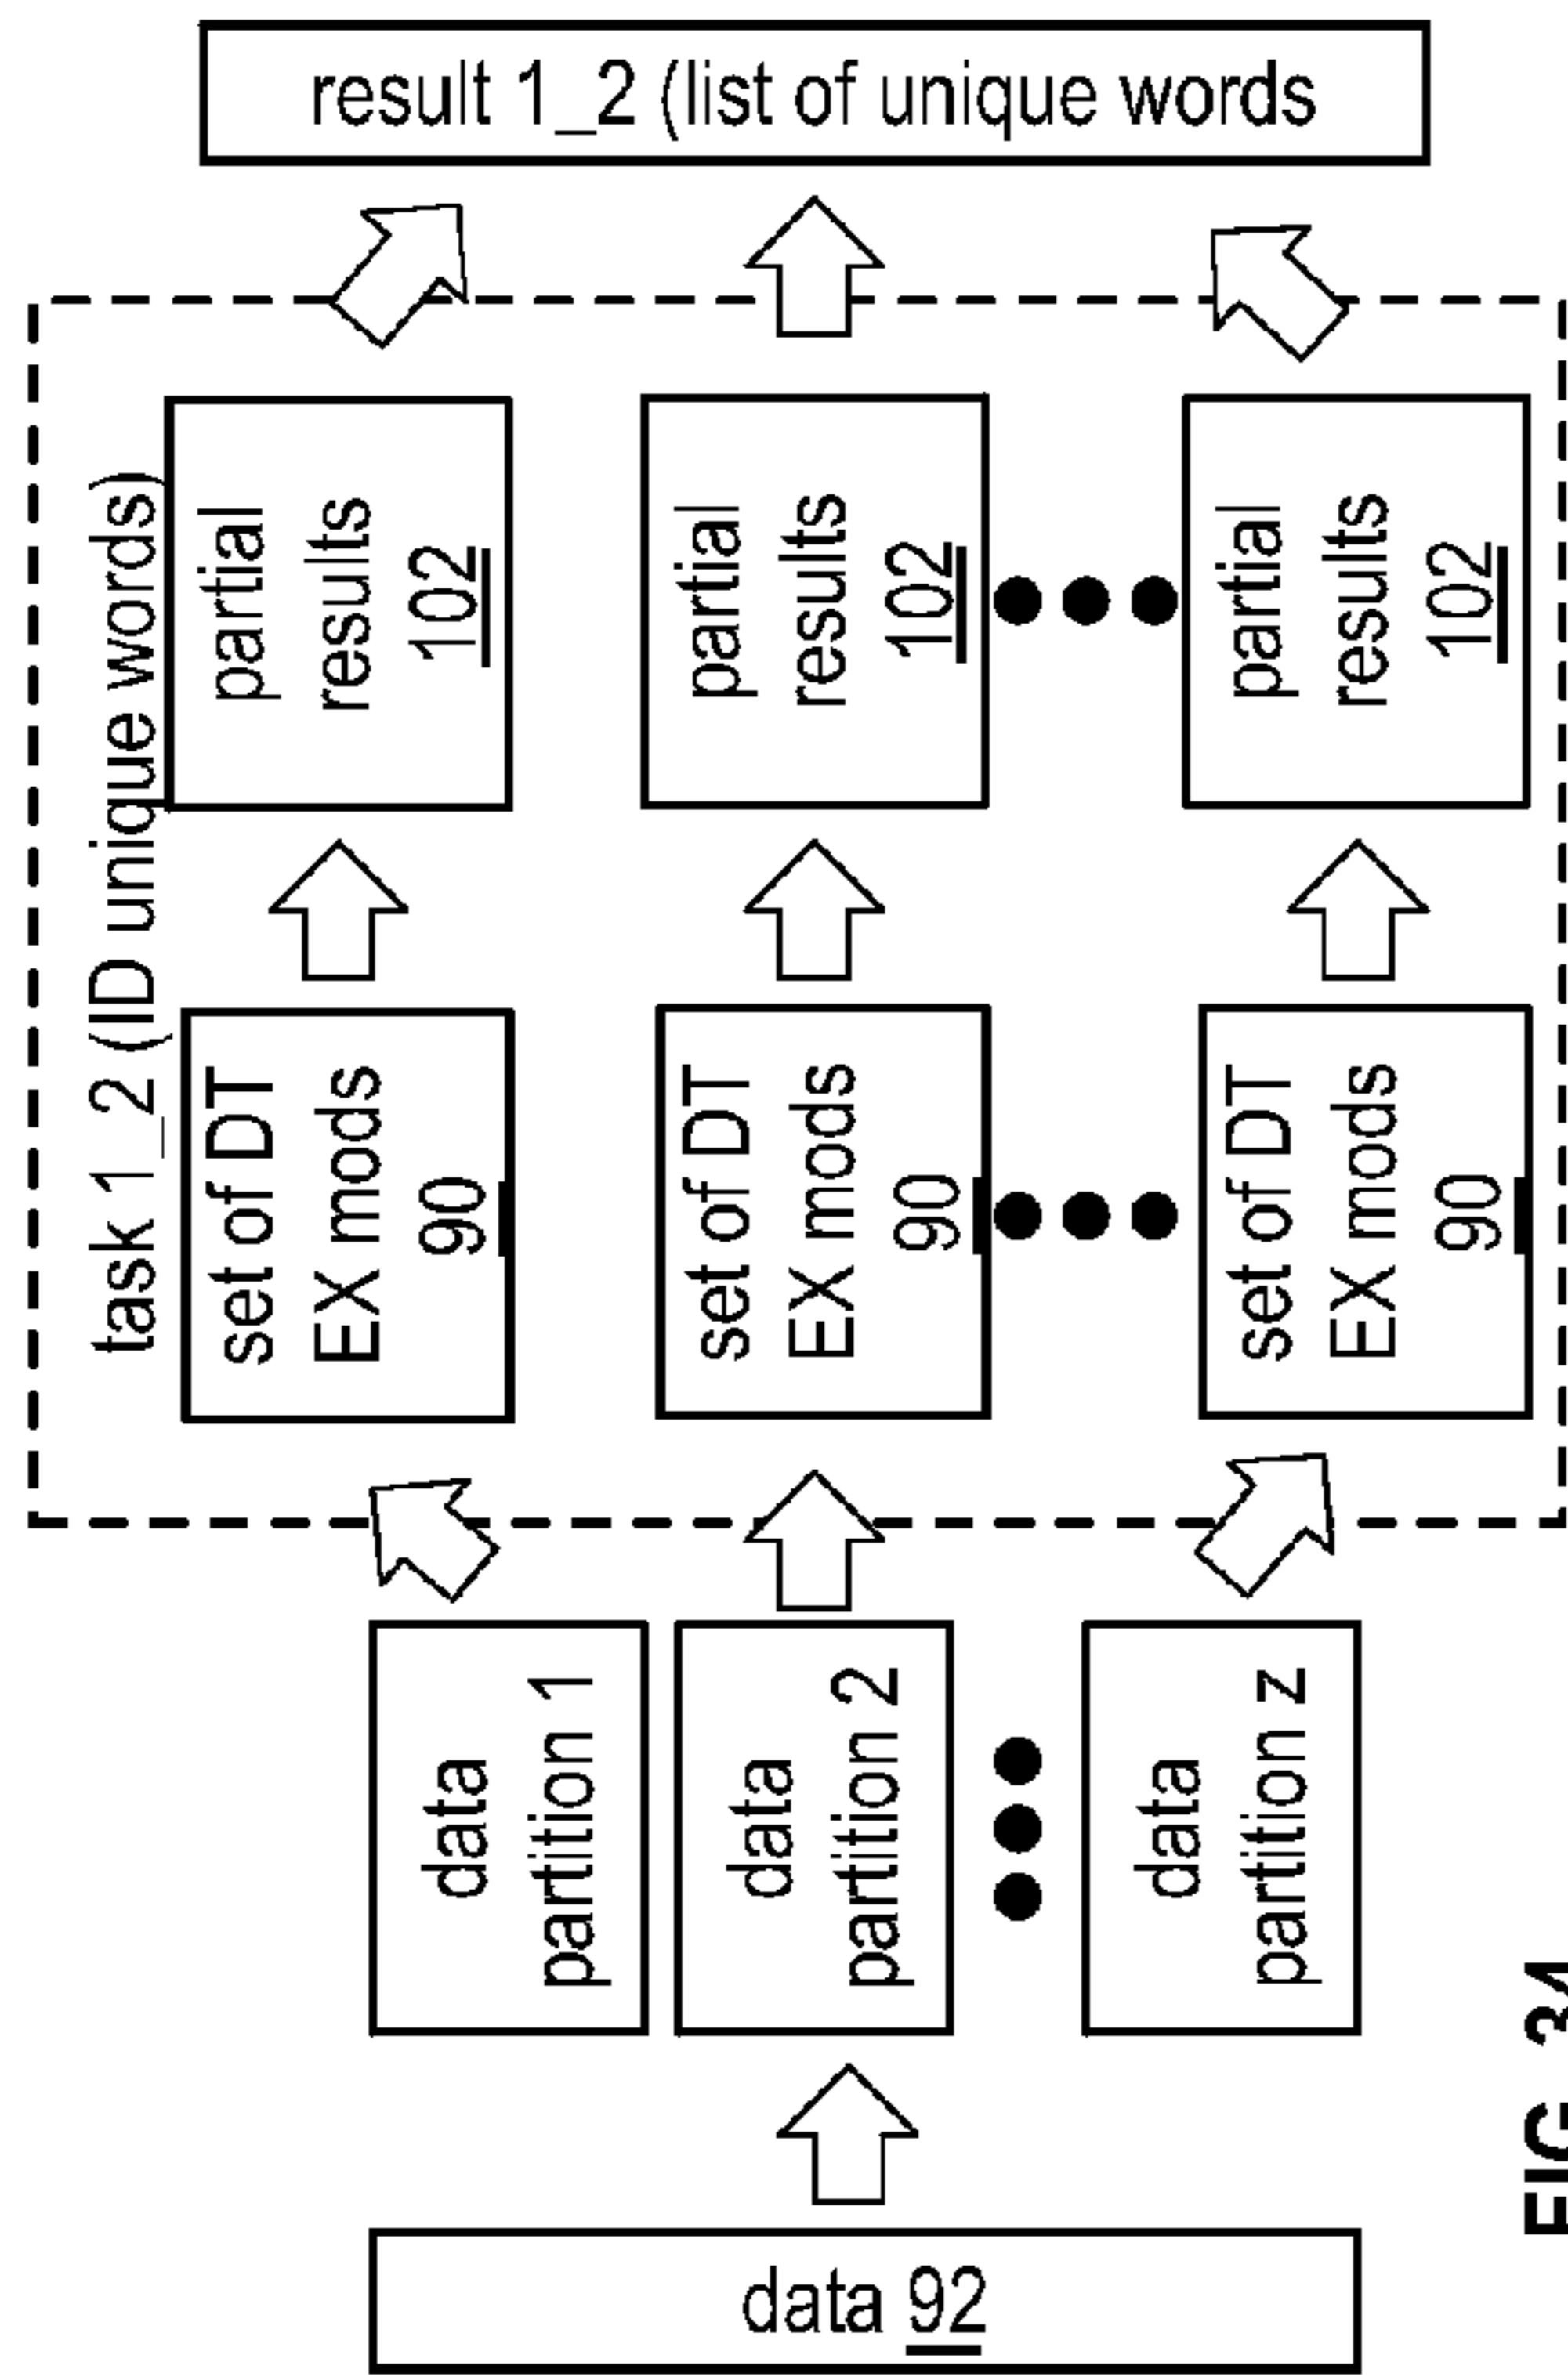 result 1_2 (list of unique words
task 1_2 (ID unique words)
partial
results
102
partial
results
102
partial
results
102
set of DT
EX mods
90
set of DT
EX mods
90
set of DT
EX mods
90
data
partition 1
data
partition 2
data
partition z
data 92
FIG.